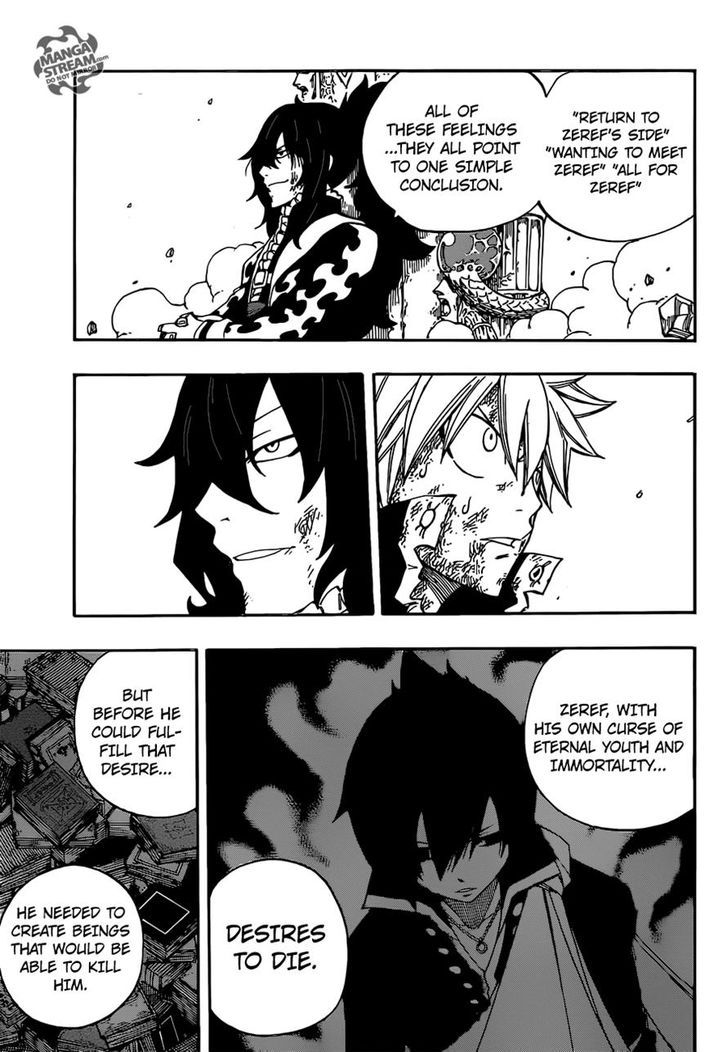 MANGA
STREAM.com
DO NOT MIRROR
"RETURN TO
ZEREF'S SIDE"
"WANTING TO MEET
ZEREF" "ALL FOR
ZEREF"
ALL OF
THESE FEELINGS
...THEY ALL POINT
TO ONE SIMPLE
CONCLUSION.
ZEREF, WITH
HIS OWN CURSE OF
ETERNAL YOUTH AND
IMMORTALITY...
DESIRES
TO DIE.
BUT
BEFORE HE
COULD FUL-
FILL THAT
DESIRE...
HE NEEDED TO
CREATE BEINGS
THAT WOULD BE
ABLE TO KILL
HIM.